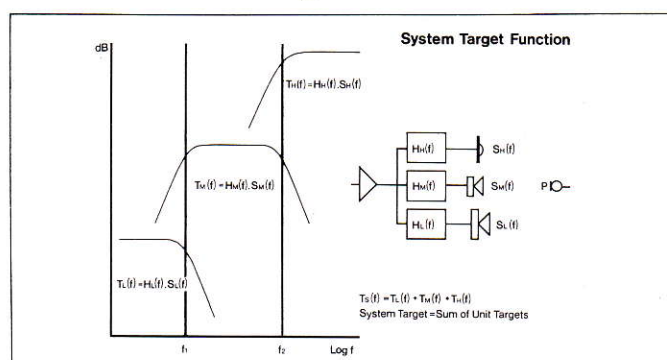 System Target Function
dB
TH(f)=HH(f).SH(f)
HH(f)
SH(f)
TM(f)=HM(f).SM(f)
HM(f)
SM(f)
P
HL(f)
SL(f)
TL(f)=HL(f).SL(f)
TS(f)=TL(f)+TM(f)+TH(f)
System Target=Sum of Unit Targets
f1
f2
Log f